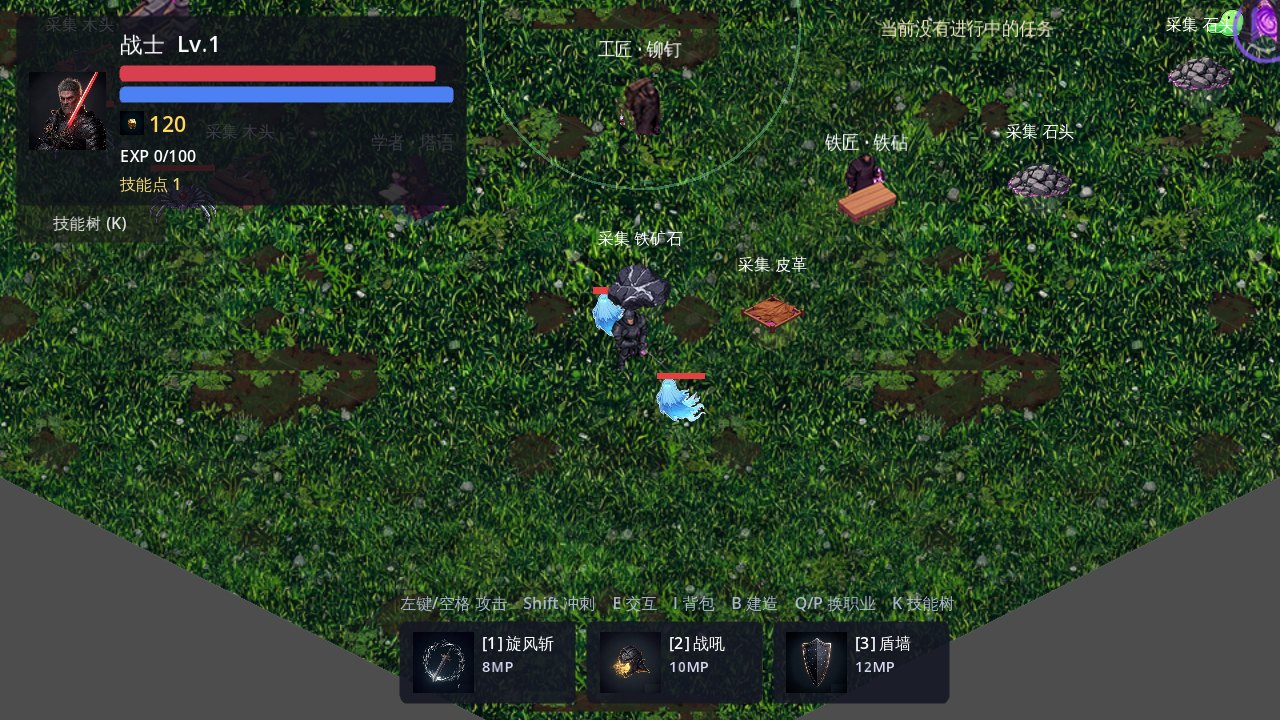 采集 木头
战士 Lv.1
120
采集 木头
学者 · 塔语
EXP 0/100
技能点 1
技能树 (K)
工匠 · 铆钉
当前没有进行中的任务
采集 石头
铁匠 · 铁砧
采集 石头
采集 铁矿石
采集 皮革
左键/空格 攻击 Shift 冲刺 E 交互 I 背包 B 建造 Q/P 换职业 K 技能树
[1] 旋风斩
8MP
[2] 战吼
10MP
[3] 盾墙
12MP